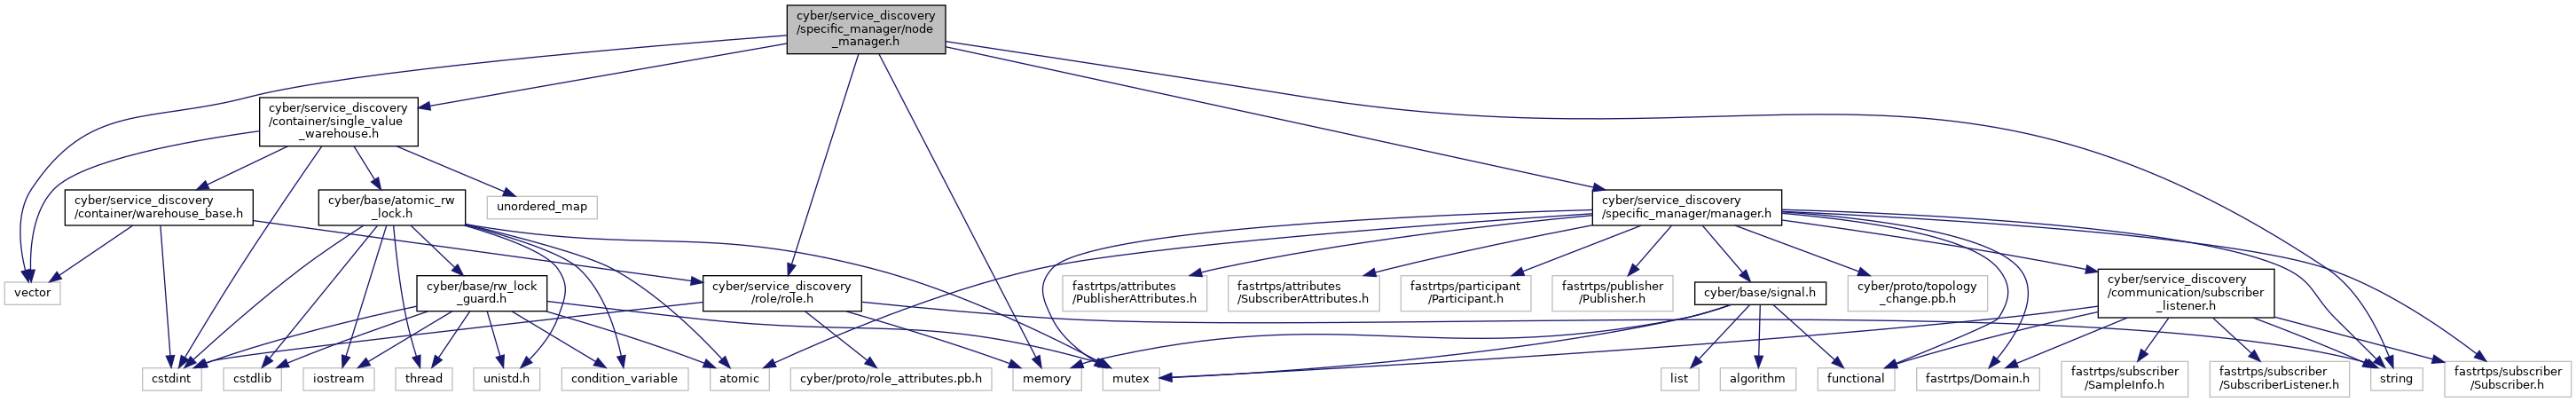 cyber/service_discovery
/specific_manager/node
_manager.h
cyber/service_discovery
/container/single_value
_warehouse.h
cyber/service_discovery
/container/warehouse_base.h
cyber/base/atomic_rw
_lock.h
unordered_map
cyber/service_discovery
/specific_manager/manager.h
vector
cyber/base/rw_lock
_guard.h
cyber/service_discovery
/role/role.h
fastrtps/attributes
/PublisherAttributes.h
fastrtps/attributes
/SubscriberAttributes.h
fastrtps/participant
/Participant.h
fastrtps/publisher
/Publisher.h
cyber/base/signal.h
cyber/proto/topology
_change.pb.h
cyber/service_discovery
/communication/subscriber
_listener.h
cstdint
cstdlib
iostream
thread
unistd.h
condition_variable
atomic
cyber/proto/role_attributes.pb.h
memory
mutex
list
algorithm
functional
fastrtps/Domain.h
fastrtps/subscriber
/SampleInfo.h
fastrtps/subscriber
/SubscriberListener.h
string
fastrtps/subscriber
/Subscriber.h